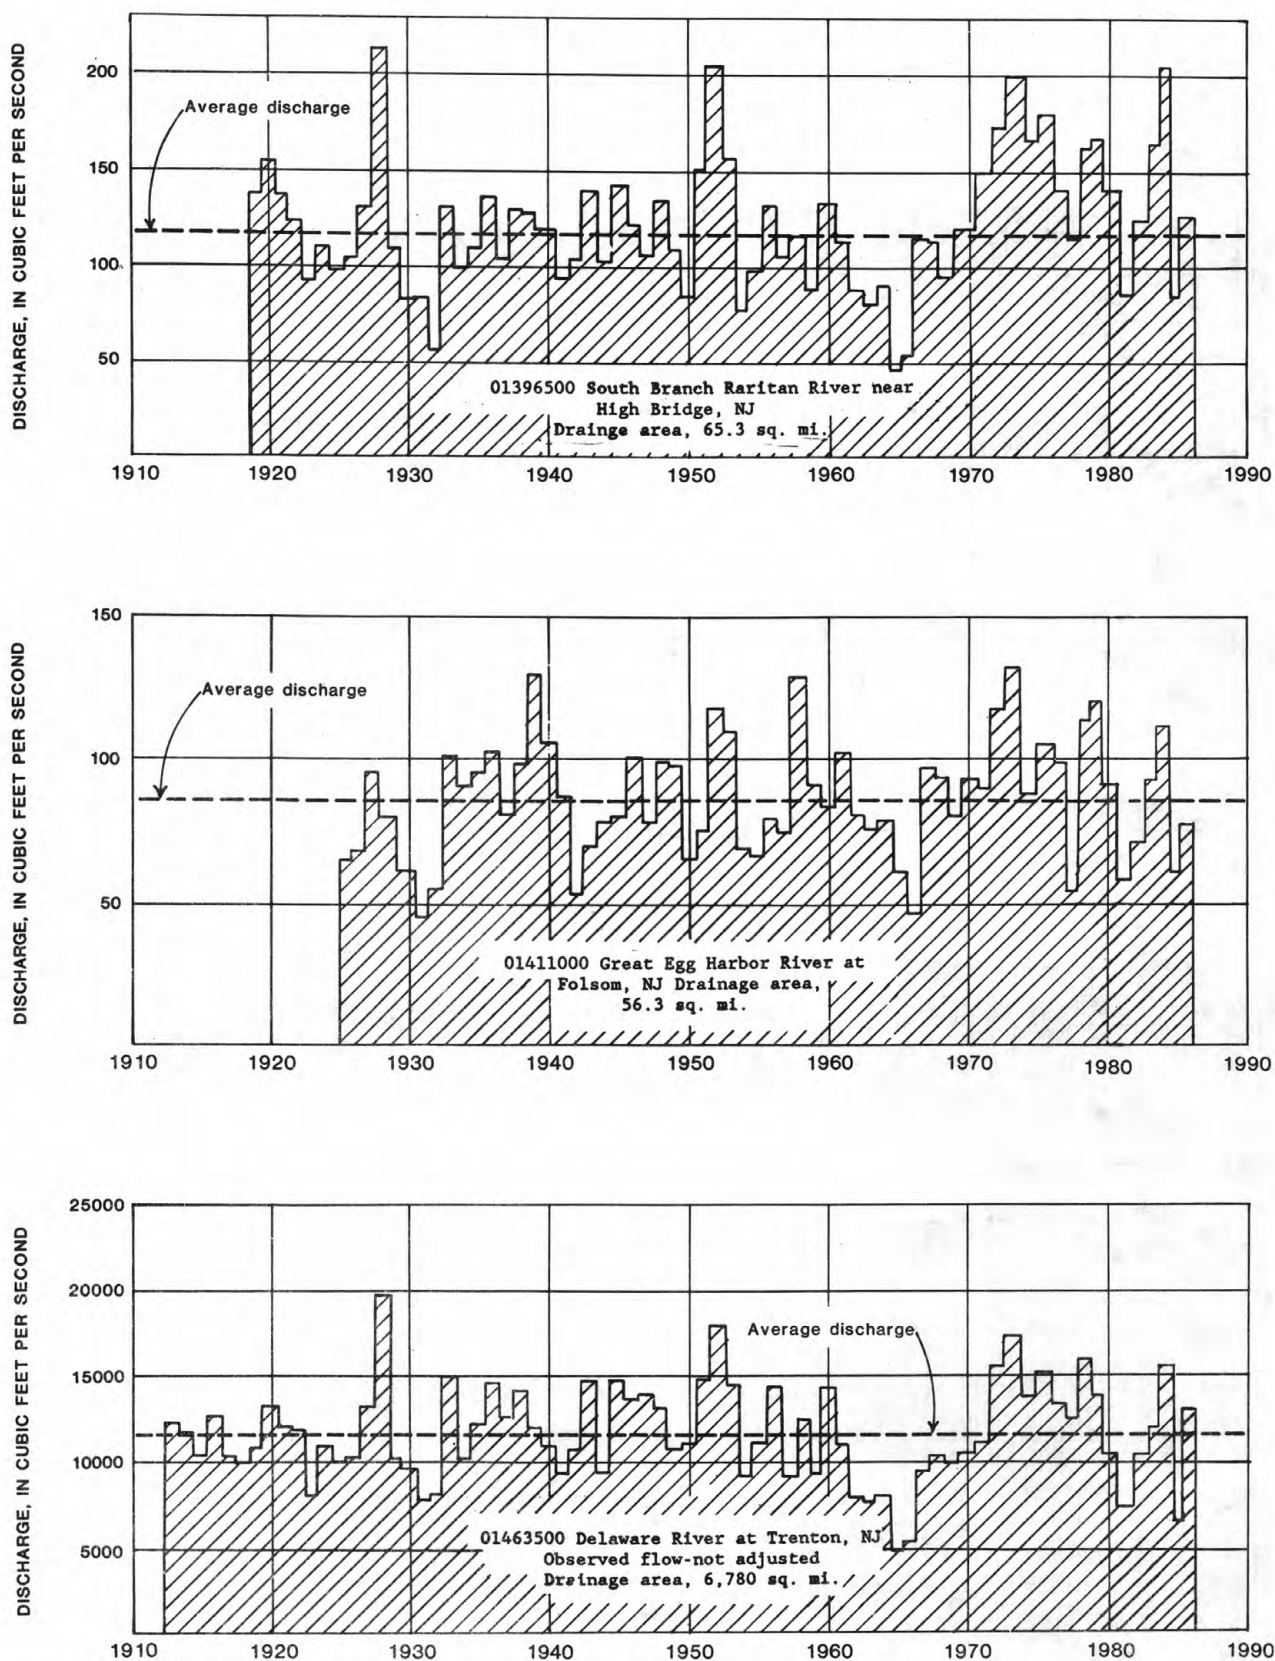 DISCHARGE, IN CUBIC FEET PER SECOND
200
150
100
50
Average discharge
01396500 South Branch Raritan River near
High Bridge, NJ
Drainge area, 65.3 sq. mi.
1910 1920 1930 1940 1950 1960 1970 1980 1990
DISCHARGE, IN CUBIC FEET PER SECOND
150
100
50
Average discharge
01411000 Great Egg Harbor River at
Folsom, NJ Drainage area,
56.3 sq. mi.
1910 1920 1930 1940 1950 1960 1970 1980 1990
DISCHARGE, IN CUBIC FEET PER SECOND
25000
20000
15000
10000
5000
Average discharge
01463500 Delaware River at Trenton, NJ
Observed flow-not adjusted
Drainage area, 6,780 sq. mi.
1910 1920 1930 1940 1950 1960 1970 1980 1990